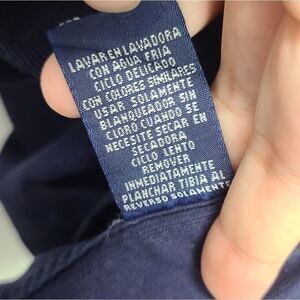 LAVAR EN LAVADORA
CON AGUA FRIA
CICLO DELICADO
CON COLORES SIMILARES
USAR SOLAMENTE
BLANQUEADOR SIN
CLORO CUANDO SE
NECESITE SECAR EN
SECADORA
CICLO LENTO
REMOVER
INMEDIATAMENTE
PLANCHAR TIBIA AL
REVERSO SOLAMENTE